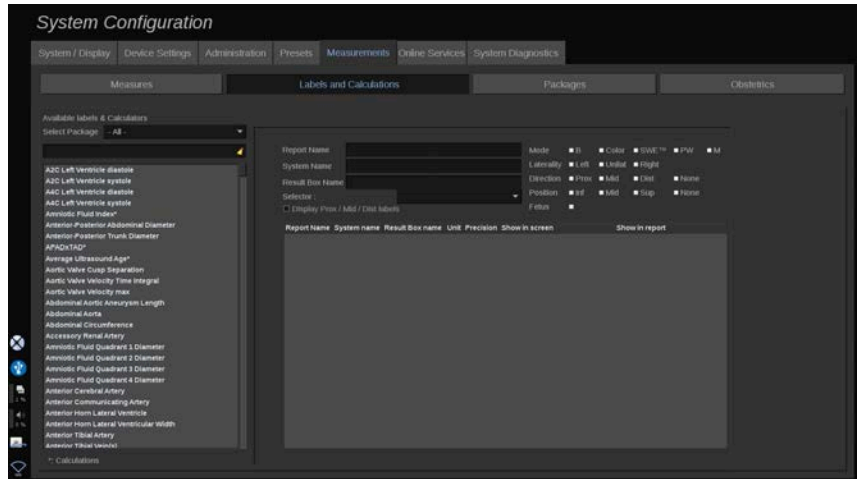 System Configuration
System / Display Device Settings Administration Presets Measurements Online Services System Diagnostics
Measures Labels and Calculations Packages Obstetrics
Available labels & Calculators
Select Package - All -
Report Name
System Name
Result Box Name
Selector :
Display Prox / Mid / Dist labels
Mode B Color SWE™ PW M
Laterality Left Unilat Right
Direction Prox Mid Dist None
Position Inf Mid Sup None
Fetus
Report Name System name Result Box name Unit Precision Show in screen Show in report
A2C Left Ventricle diastole
A2C Left Ventricle systole
A4C Left Ventricle diastole
A4C Left Ventricle systole
Amniotic Fluid Index*
Anterior-Posterior Abdominal Diameter
Anterior-Posterior Trunk Diameter
APADxTAD*
Average Ultrasound Age*
Aortic Valve Cusp Separation
Aortic Valve Velocity Time Integral
Aortic Valve Velocity max
Abdominal Aortic Aneurysm Length
Abdominal Aorta
Abdominal Circumference
Accessory Renal Artery
Amniotic Fluid Quadrant 1 Diameter
Amniotic Fluid Quadrant 2 Diameter
Amniotic Fluid Quadrant 3 Diameter
Amniotic Fluid Quadrant 4 Diameter
Anterior Cerebral Artery
Anterior Communicating Artery
Anterior Horn Lateral Ventricle
Anterior Horn Lateral Ventricular Width
Anterior Tibial Artery
Anterior Tibial Vein(s)
*: Calculations